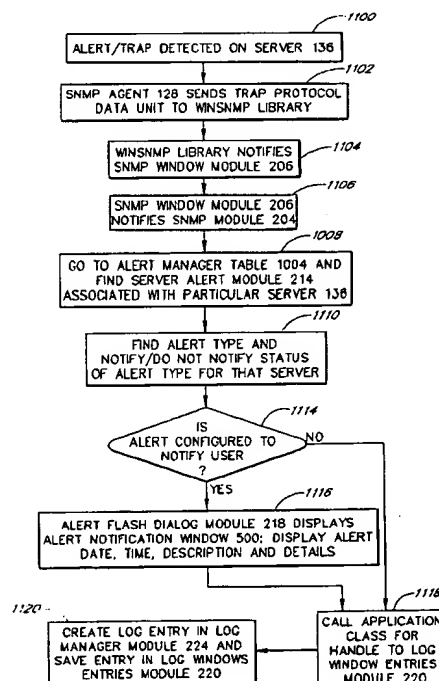 1100
ALERT/TRAP DETECTED ON SERVER 136
1102
SNMP AGENT 128 SENDS TRAP PROTOCOL
DATA UNIT TO WINSNMP LIBRARY
1104
WINSNMP LIBRARY NOTIFIES
SNMP WINDOW MODULE 206
1106
SNMP WINDOW MODULE 206
NOTIFIES SNMP MODULE 204
1008
GO TO ALERT MANAGER TABLE 1004 AND
FIND SERVER ALERT MODULE 214
ASSOCIATED WITH PARTICULAR SERVER 136
1110
FIND ALERT TYPE AND
NOTIFY/DO NOT NOTIFY STATUS
OF ALERT TYPE FOR THAT SERVER
1114
IS
ALERT CONFIGURED TO
NOTIFY USER
?
NO
YES
1116
ALERT FLASH DIALOG MODULE 218 DISPLAYS
ALERT NOTIFICATION WINDOW 500; DISPLAY ALERT
DATE, TIME, DESCRIPTION AND DETAILS
1118
CALL APPLICATION
CLASS FOR
HANDLE TO LOG
WINDOW ENTRIES
MODULE 220
1120
CREATE LOG ENTRY IN LOG
MANAGER MODULE 224 AND
SAVE ENTRY IN LOG WINDOWS
ENTRIES MODULE 220